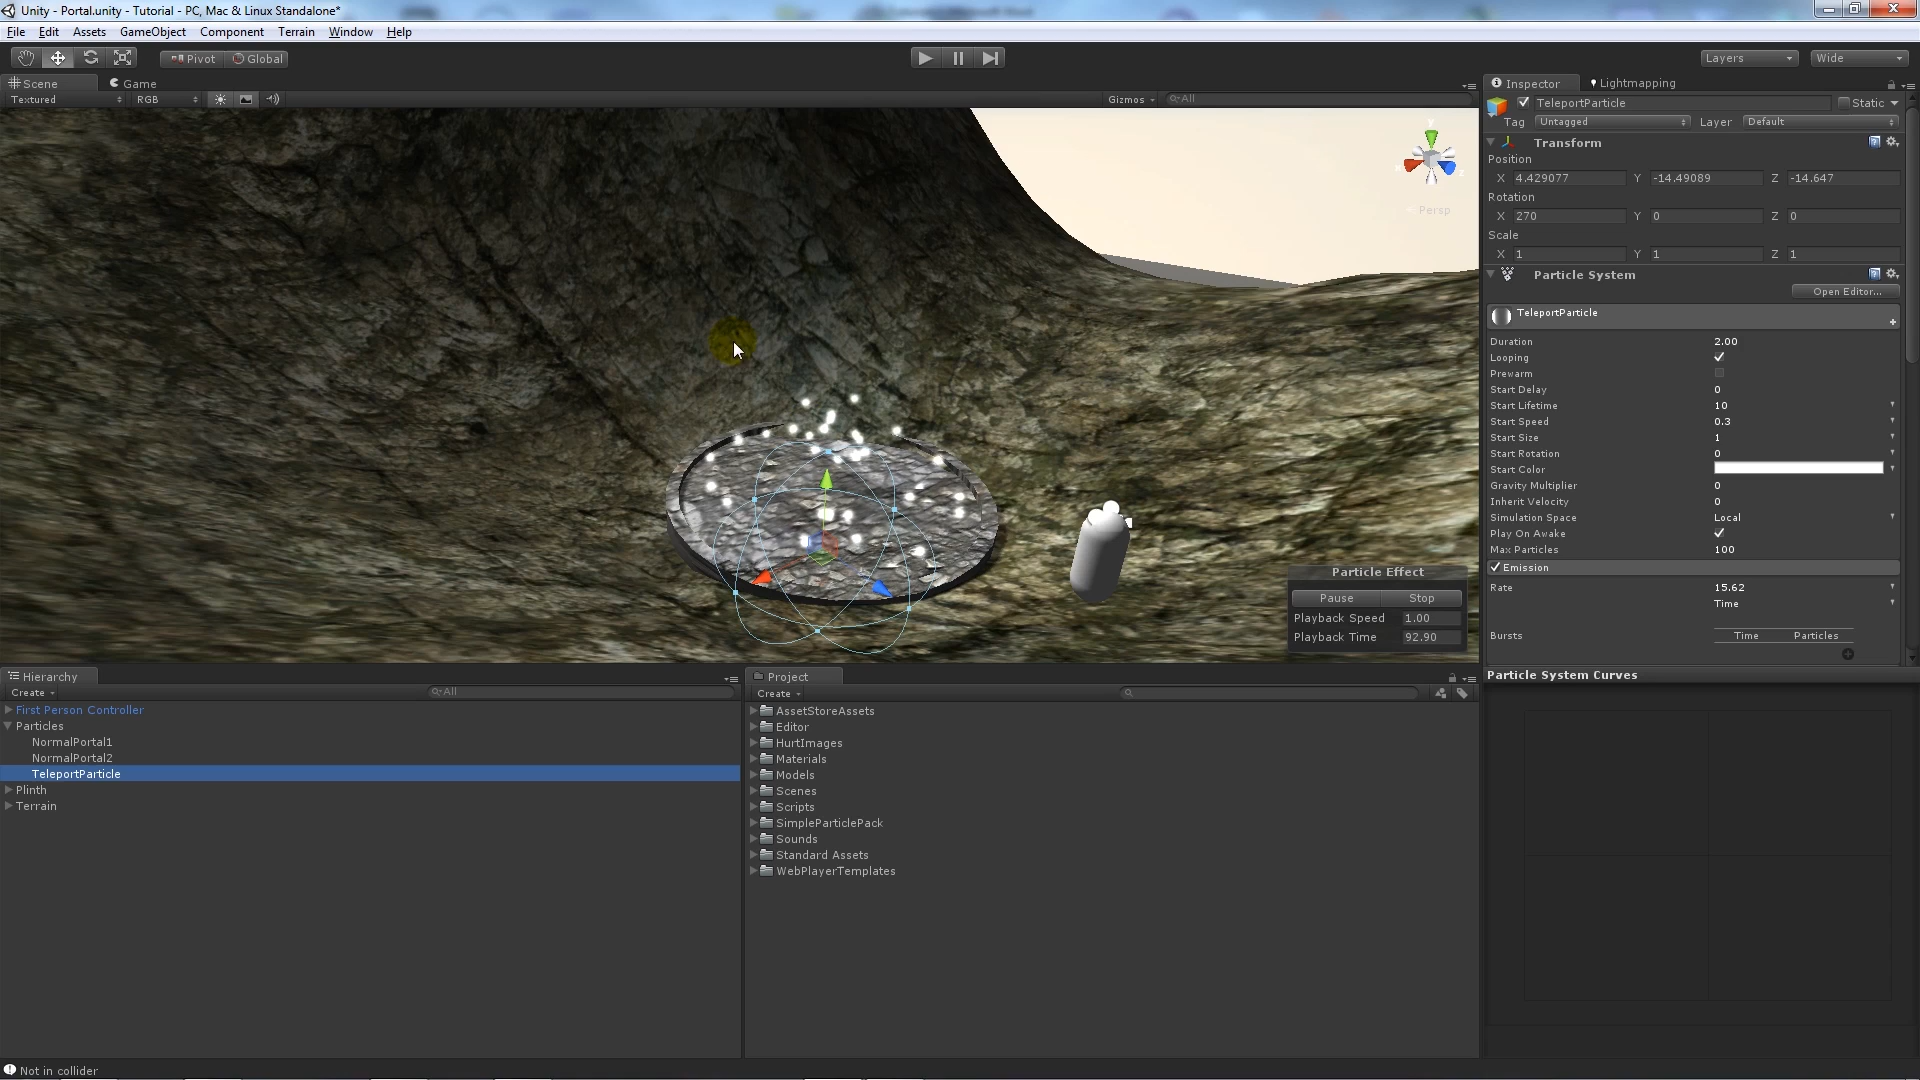 Unity - Portal.unity - Tutorial - PC, Mac & Linux Standalone*
File Edit Assets GameObject Component Terrain Window Help
Pivot Global Layers Wide
Scene Game
Textured RGB Gizmos All
y
Persp
Inspector Lightmapping
TeleportParticle Static
Tag Untagged Layer Default
Transform
Position
X 4.429077 Y -14.49089 Z -14.647
Rotation
X 270 Y 0 Z 0
Scale
X 1 Y 1 Z 1
Particle System
Open Editor...
TeleportParticle
Duration 2.00
Looping
Prewarm
Start Delay 0
Start Lifetime 10
Start Speed 0.3
Start Size 1
Start Rotation 0
Start Color
Gravity Multiplier 0
Inherit Velocity 0
Simulation Space Local
Play On Awake
Max Particles 100
Emission
Rate 15.62
Time
Bursts Time Particles
Particle System Curves
Particle Effect
Pause Stop
Playback Speed 1.00
Playback Time 92.90
Hierarchy
Create All
First Person Controller
Particles
NormalPortal1
NormalPortal2
TeleportParticle
Plinth
Terrain
Project
Create
AssetStoreAssets
Editor
HurtImages
Materials
Models
Scenes
Scripts
SimpleParticlePack
Sounds
Standard Assets
WebPlayerTemplates
Not in collider